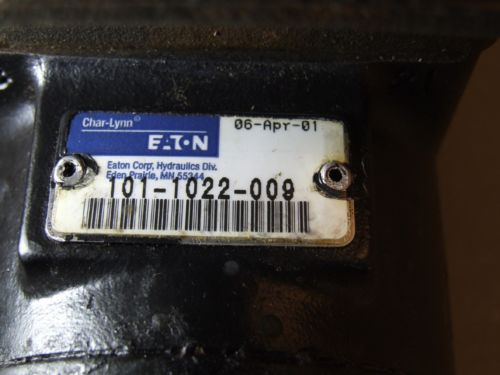 Char-Lynn®
EATON
06-Apr-01
Eaton Corp, Hydraulics Div.
Eden Prairie, MN 55344
101-1022-009